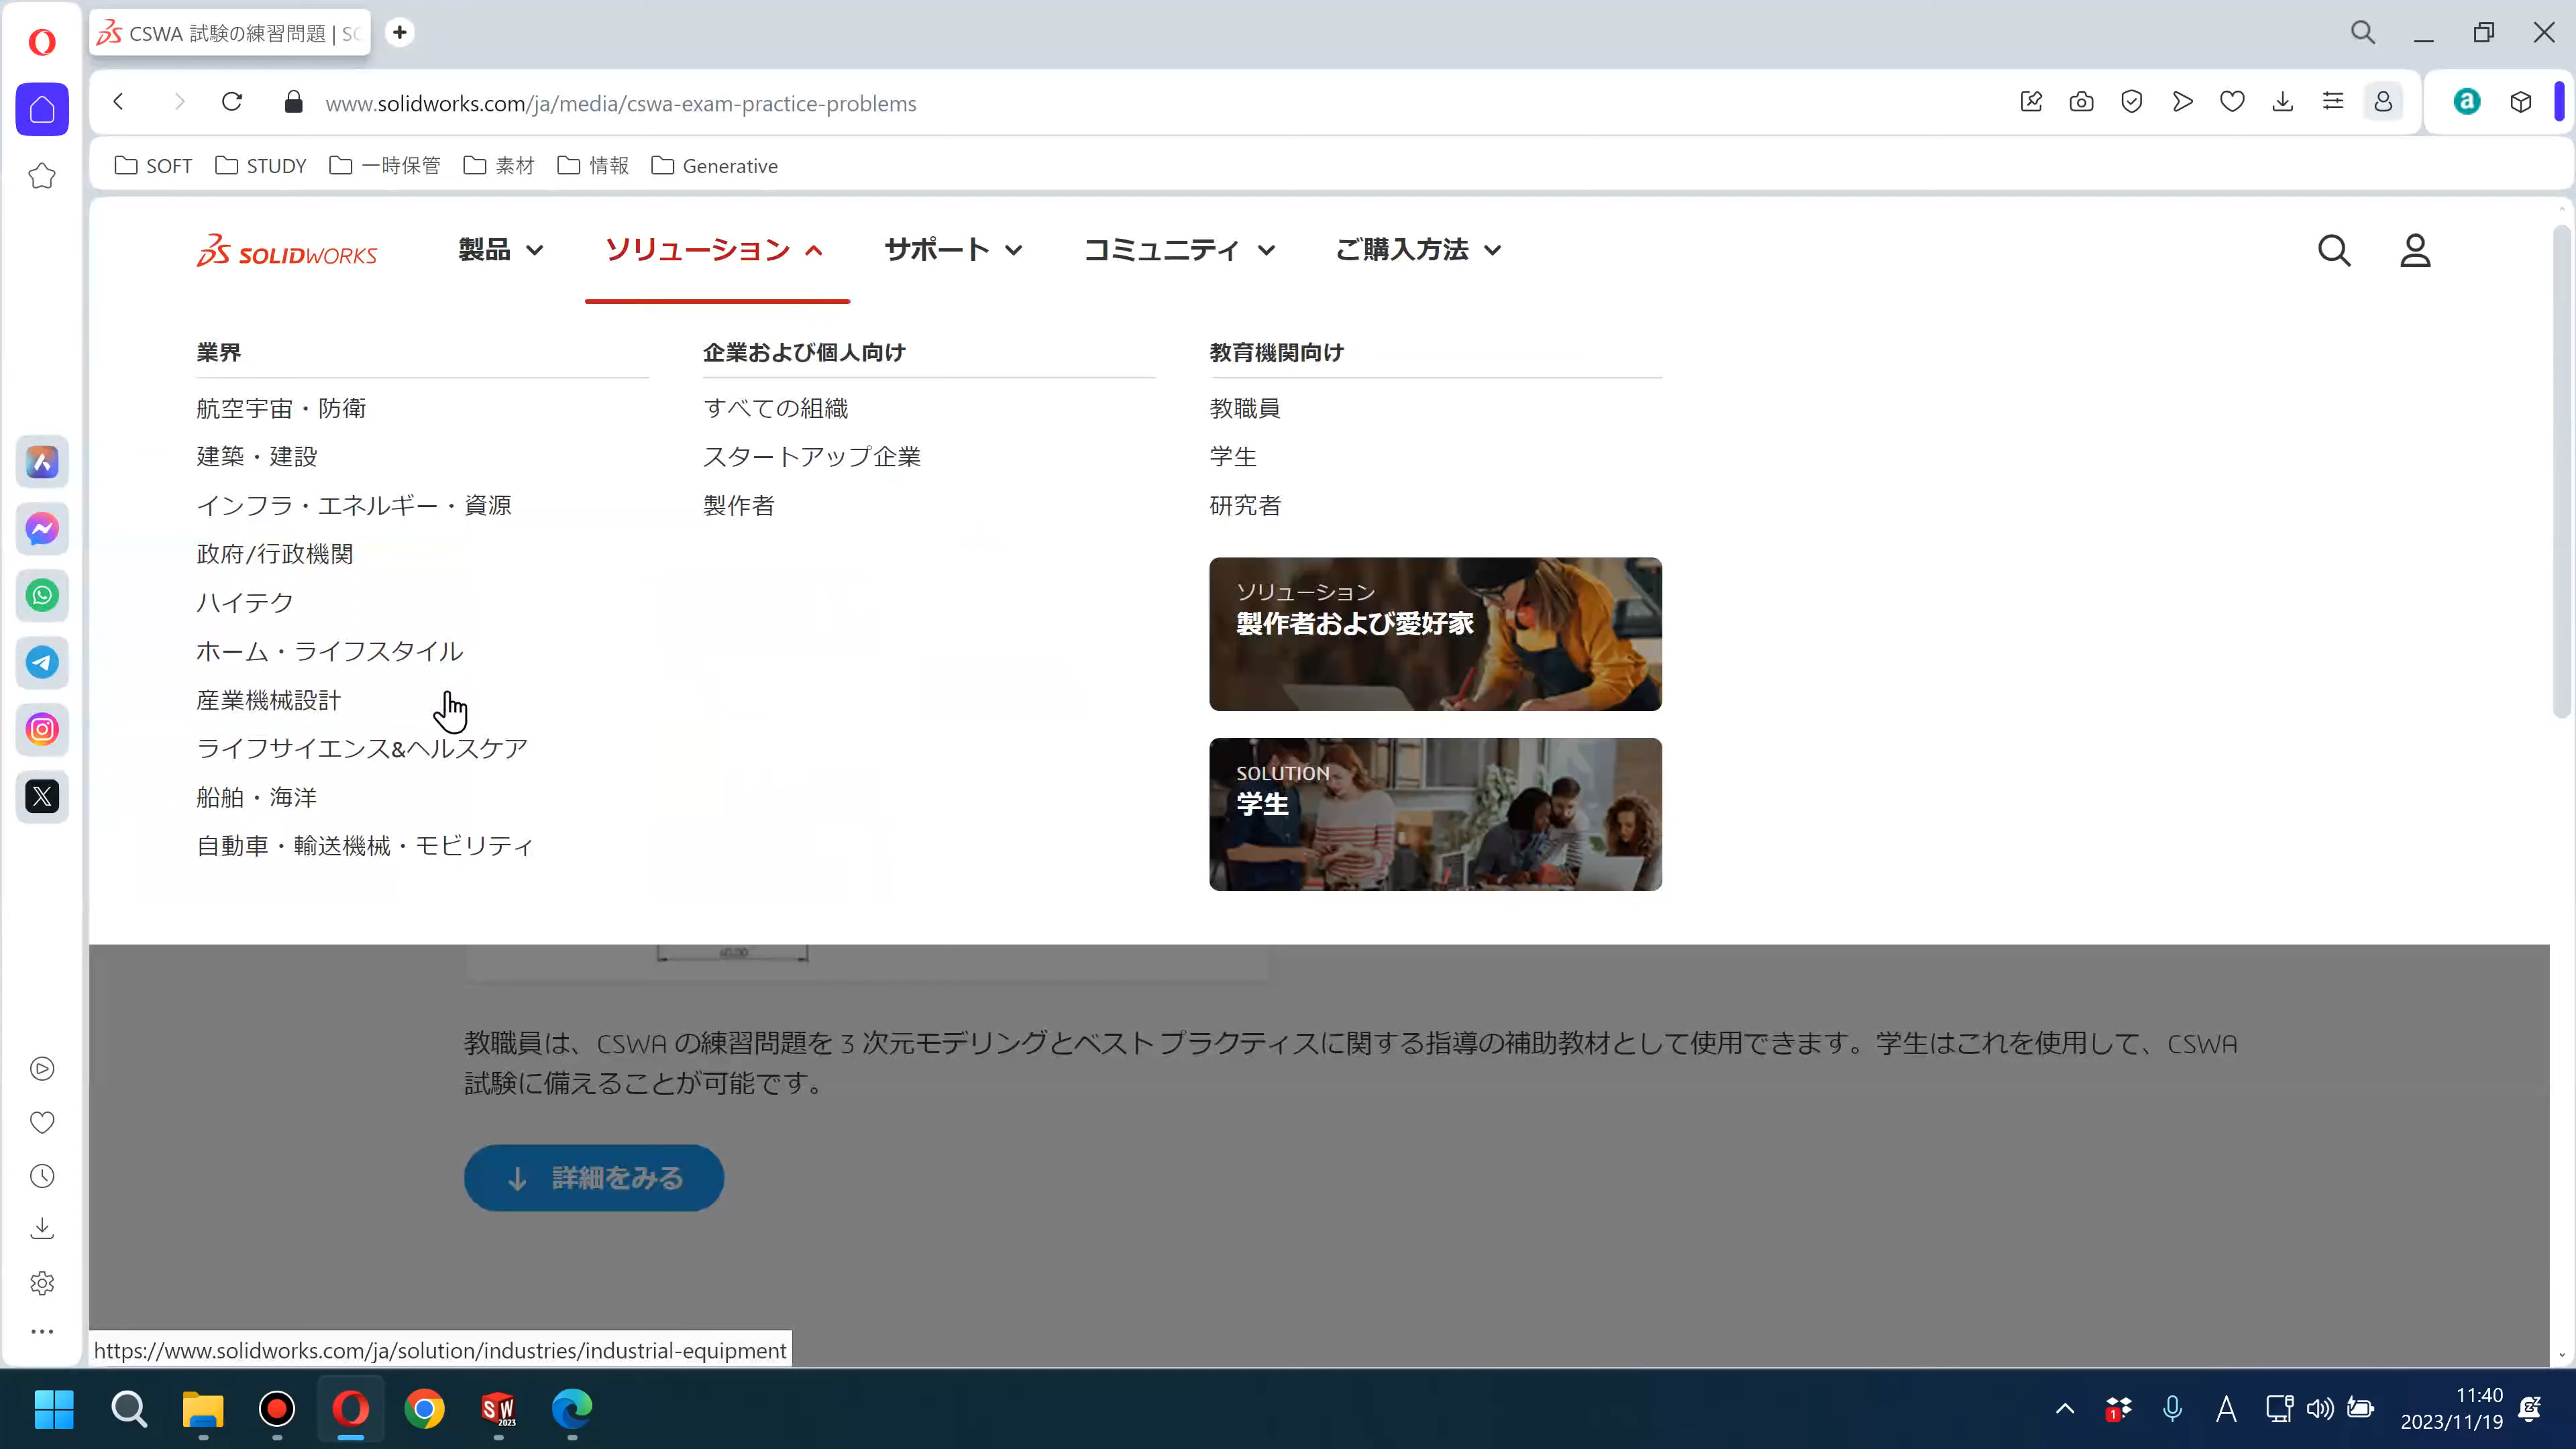 CSWA 試験の練習問題 | SO
www.solidworks.com/ja/media/cswa-exam-practice-problems
SOFT STUDY 一時保管 素材 情報 Generative
SOLIDWORKS 製品 ソリューション サポート コミュニティ ご購入方法
業界
航空宇宙・防衛
建築・建設
インフラ・エネルギー・資源
政府/行政機関
ハイテク
ホーム・ライフスタイル
産業機械設計
ライフサイエンス&ヘルスケア
船舶・海洋
自動車・輸送機械・モビリティ
企業および個人向け
すべての組織
スタートアップ企業
製作者
教育機関向け
教職員
学生
研究者
ソリューション
製作者および愛好家
SOLUTION
学生
教職員は、CSWA の練習問題を 3 次元モデリングとベスト プラクティスに関する指導の補助教材として使用できます。学生はこれを使用して、CSWA
試験に備えることが可能です。
詳細をみる
https://www.solidworks.com/ja/solution/industries/industrial-equipment
SW
2023
1
A
11:40
2023/11/19